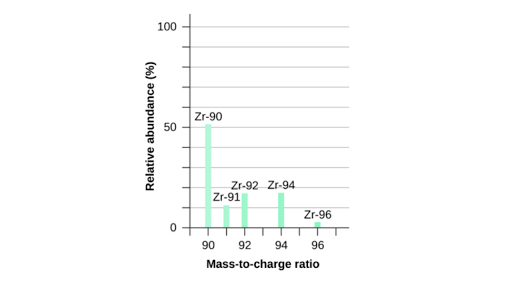 100
Relative abundance (%)
Zr-90
50
Zr-92 Zr-94
Zr-91
Zr-96
0
90 92 94 96
Mass-to-charge ratio